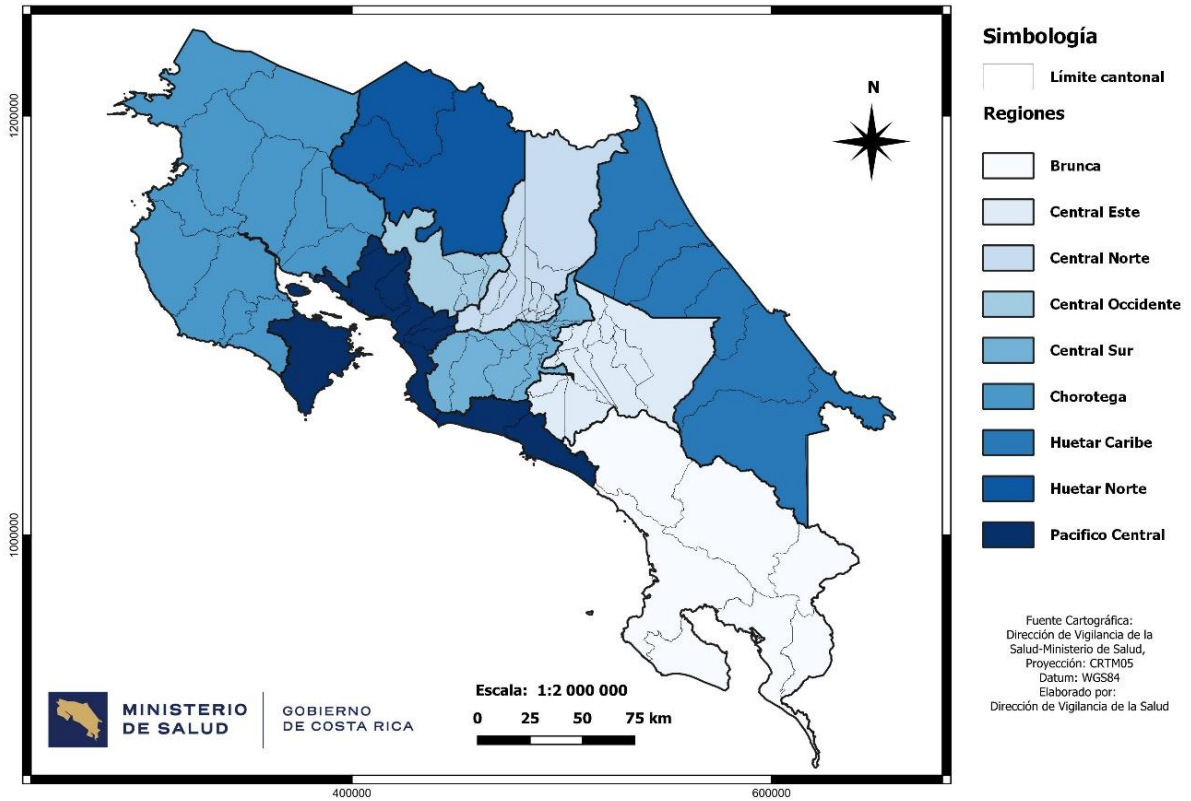 Simbología
Límite cantonal
Regiones
Brunca
Central Este
Central Norte
Central Occidente
Central Sur
Chorotega
Huetar Caribe
Huetar Norte
Pacifico Central
Fuente Cartográfica:
Dirección de Vigilancia de la
Salud-Ministerio de Salud,
Proyección: CRTM05
Datum: WGS84
Elaborado por:
Dirección de Vigilancia de la Salud
N
1200000
1000000
400000
600000
Escala: 1:2 000 000
0 25 50 75 km
MINISTERIO
DE SALUD
GOBIERNO
DE COSTA RICA